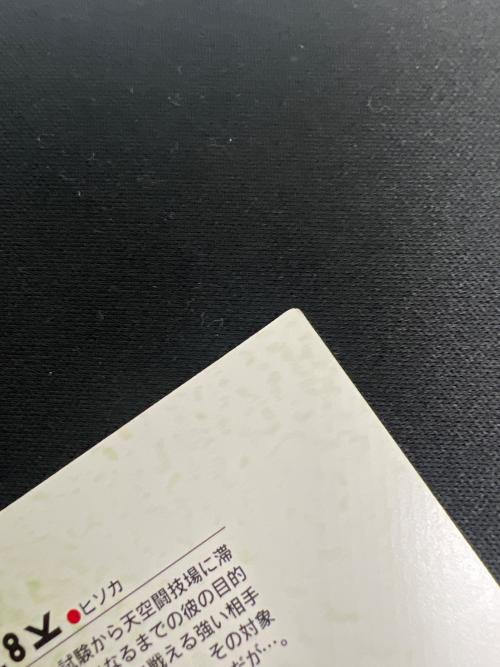 ヒソカ
試験から天空闘技場に滞
なるまでの彼の目的
戦える強い相手
その対象
だが…。